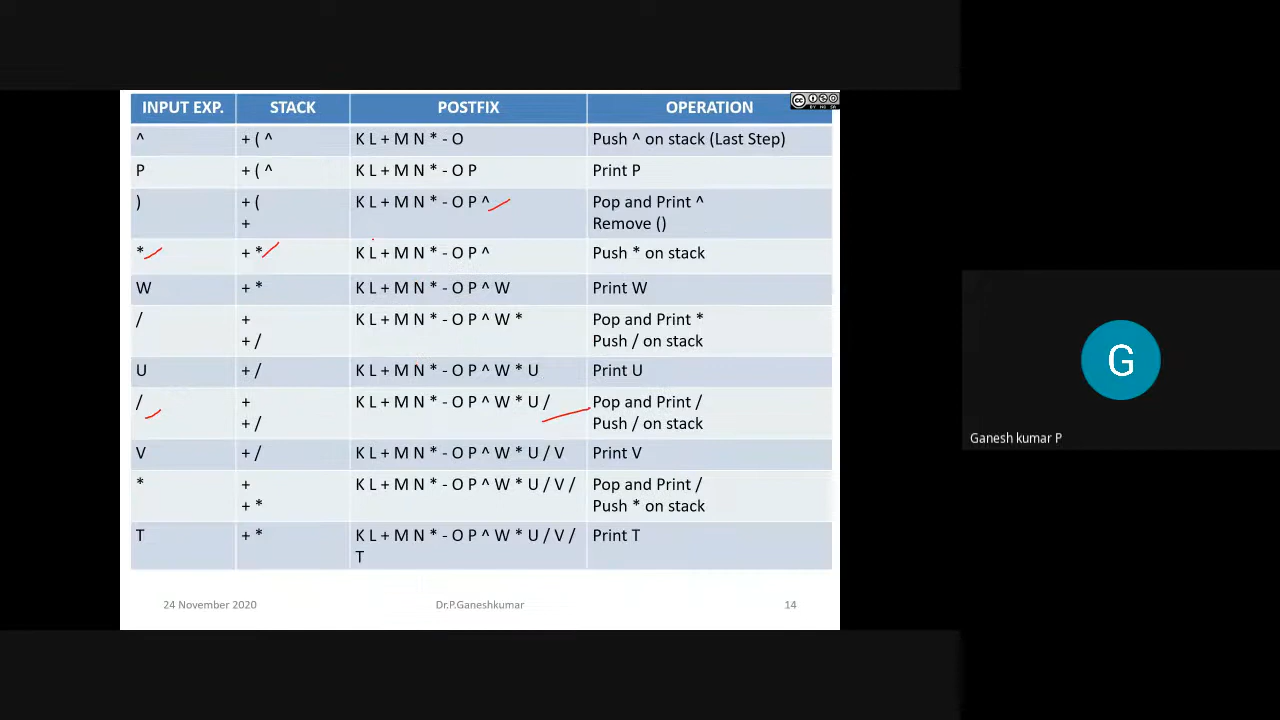 INPUT EXP. STACK POSTFIX OPERATION
^ + ( ^ K L + M N * - O Push ^ on stack (Last Step)
P + ( ^ K L + M N * - O P Print P
) + ( K L + M N * - O P ^ Pop and Print ^
+ Remove ()
* + * K L + M N * - O P ^ Push * on stack
W + * K L + M N * - O P ^ W Print W
/ + K L + M N * - O P ^ W * Pop and Print *
+ / Push / on stack
U + / K L + M N * - O P ^ W * U Print U
/ + K L + M N * - O P ^ W * U / Pop and Print /
+ / Push / on stack
V + / K L + M N * - O P ^ W * U / V Print V
* + K L + M N * - O P ^ W * U / V / Pop and Print /
+ * Push * on stack
T + * K L + M N * - O P ^ W * U / V / Print T
T
24 November 2020 Dr.P.Ganeshkumar 14
G
Ganesh kumar P